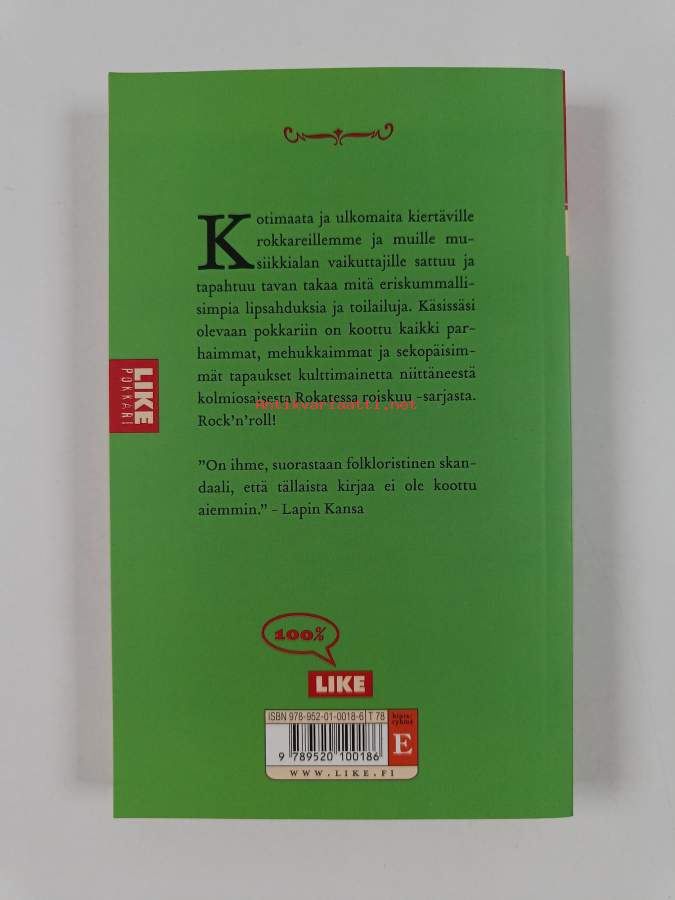 Kotimaata ja ulkomaita kiertäville
rokkareillemme ja muille mu-
siikkialan vaikuttajille sattuu ja
tapahtuu tavan takaa mitä eriskummalli-
simpia lipsahduksia ja toilailuja. Käsissäsi
olevaan pokkariin on koottu kaikki par-
haimmat, mehukkaimmat ja sekopäisim-
mät tapaukset kulttimainetta niittäneestä
kolmiosaisesta Rokatessa roiskuu -sarjasta.
Rock'n'roll!
Antikvariaatti.net
LIKE
POKKARI
"On ihme, suorastaan folkloristinen skan-
daali, että tällaista kirjaa ei ole koottu
aiemmin." - Lapin Kansa
100%
LIKE
ISBN 978-952-01-0018-6 T 78
9 789520 100186
E
WWW.LIKE.FI